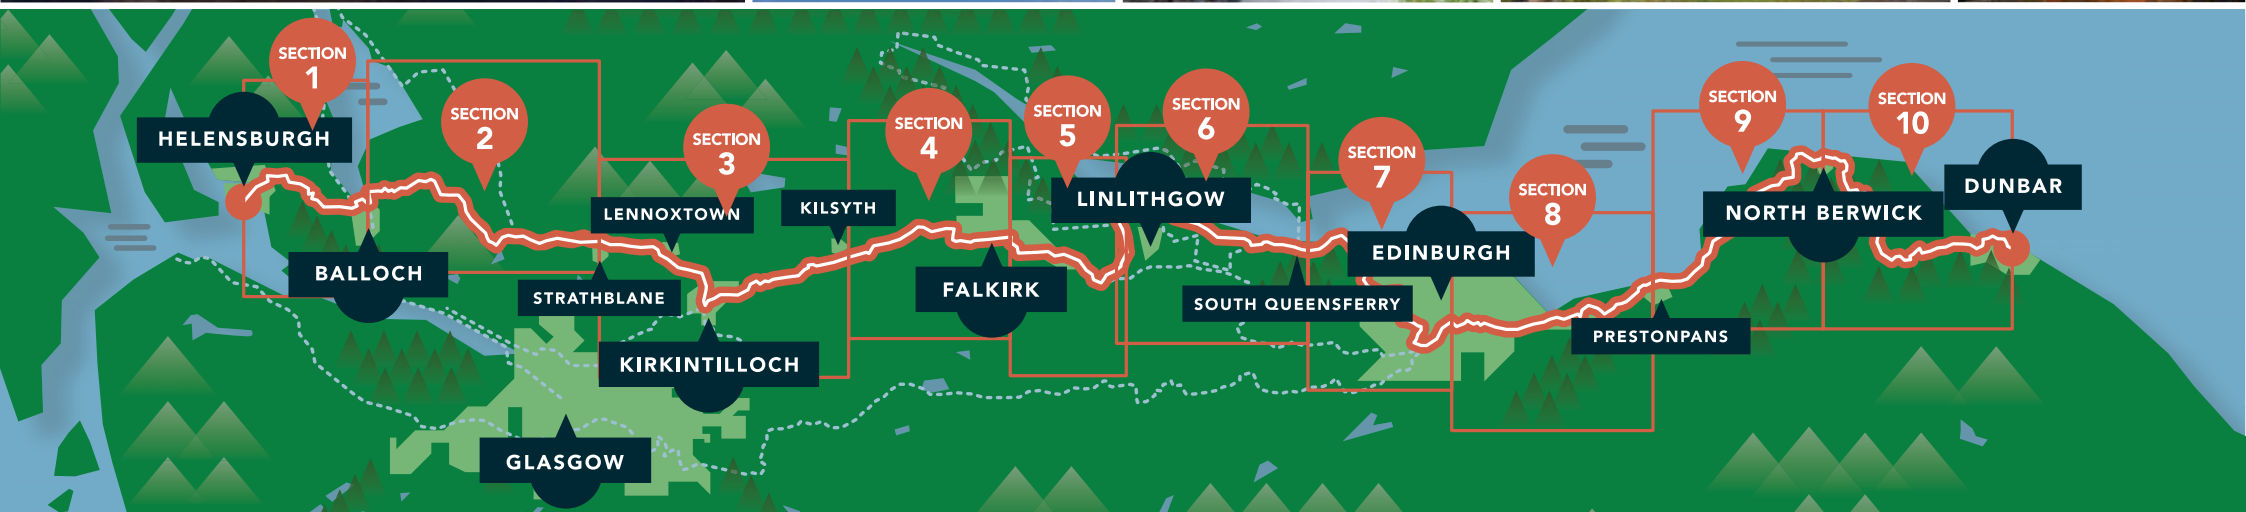 SECTION
1
HELENSBURGH
BALLOCH
SECTION
2
STRATHBLANE
LENNOXTOWN
SECTION
3
KIRKINTILLOCH
GLASGOW
KILSYTH
SECTION
4
FALKIRK
SECTION
5
LINLITHGOW
SECTION
6
SOUTH QUEENSFERRY
SECTION
7
EDINBURGH
SECTION
8
PRESTONPANS
SECTION
9
NORTH BERWICK
SECTION
10
DUNBAR